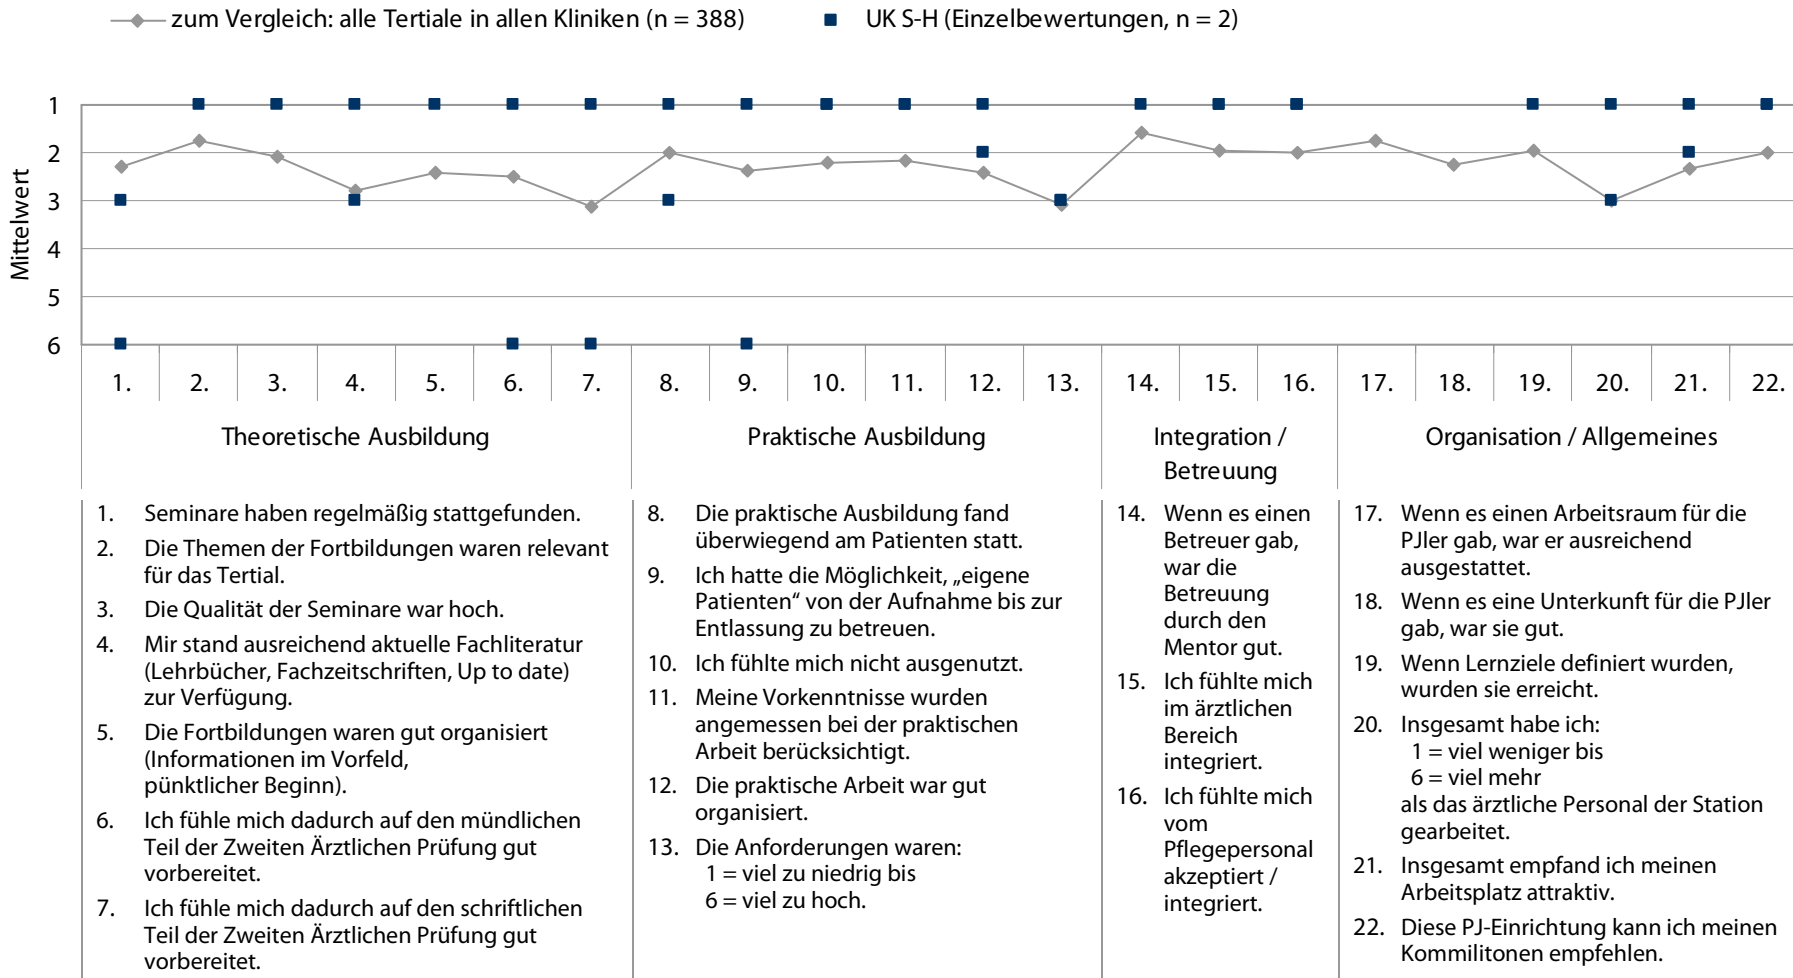 zum Vergleich: alle Tertiale in allen Kliniken (n = 388)
UK S-H (Einzelbewertungen, n = 2)
Mittelwert
1
2
3
4
5
6
1. 2. 3. 4. 5. 6. 7. 8. 9. 10. 11. 12. 13. 14. 15. 16. 17. 18. 19. 20. 21. 22.
Theoretische Ausbildung
Praktische Ausbildung
Integration /
Betreuung
Organisation / Allgemeines
1. Seminare haben regelmäßig stattgefunden.
2. Die Themen der Fortbildungen waren relevant
für das Tertial.
3. Die Qualität der Seminare war hoch.
4. Mir stand ausreichend aktuelle Fachliteratur
(Lehrbücher, Fachzeitschriften, Up to date)
zur Verfügung.
5. Die Fortbildungen waren gut organisiert
(Informationen im Vorfeld,
pünktlicher Beginn).
6. Ich fühle mich dadurch auf den mündlichen
Teil der Zweiten Ärztlichen Prüfung gut
vorbereitet.
7. Ich fühle mich dadurch auf den schriftlichen
Teil der Zweiten Ärztlichen Prüfung gut
vorbereitet.
8. Die praktische Ausbildung fand
überwiegend am Patienten statt.
9. Ich hatte die Möglichkeit, „eigene
Patienten“ von der Aufnahme bis zur
Entlassung zu betreuen.
10. Ich fühlte mich nicht ausgenutzt.
11. Meine Vorkenntnisse wurden
angemessen bei der praktischen
Arbeit berücksichtigt.
12. Die praktische Arbeit war gut
organisiert.
13. Die Anforderungen waren:
1 = viel zu niedrig bis
6 = viel zu hoch.
14. Wenn es einen
Betreuer gab,
war die
Betreuung
durch den
Mentor gut.
15. Ich fühlte mich
im ärztlichen
Bereich
integriert.
16. Ich fühlte mich
vom
Pflegepersonal
akzeptiert /
integriert.
17. Wenn es einen Arbeitsraum für die
PJler gab, war er ausreichend
ausgestattet.
18. Wenn es eine Unterkunft für die PJler
gab, war sie gut.
19. Wenn Lernziele definiert wurden,
wurden sie erreicht.
20. Insgesamt habe ich:
1 = viel weniger bis
6 = viel mehr
als das ärztliche Personal der Station
gearbeitet.
21. Insgesamt empfand ich meinen
Arbeitsplatz attraktiv.
22. Diese PJ-Einrichtung kann ich meinen
Kommilitonen empfehlen.